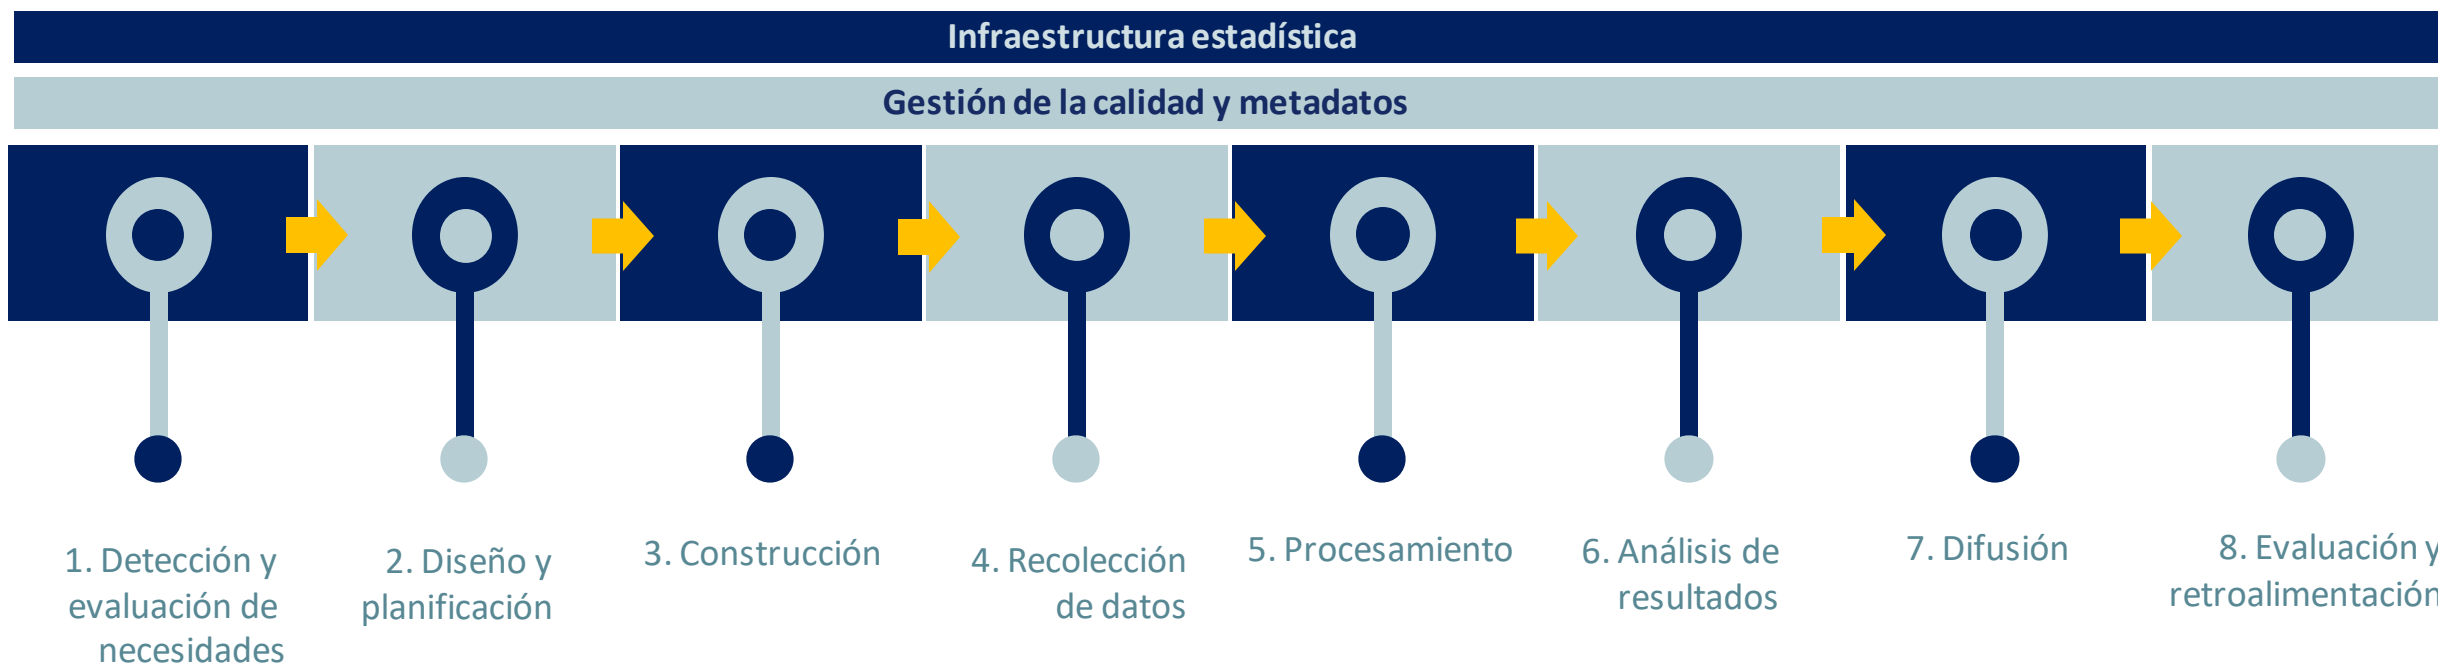 Infraestructura estadística
Gestión de la calidad y metadatos
1. Detección y
evaluación de
necesidades
2. Diseño y
planificación
3. Construcción
4. Recolección
de datos
5. Procesamiento
6. Análisis de
resultados
7. Difusión
8. Evaluación y
retroalimentación